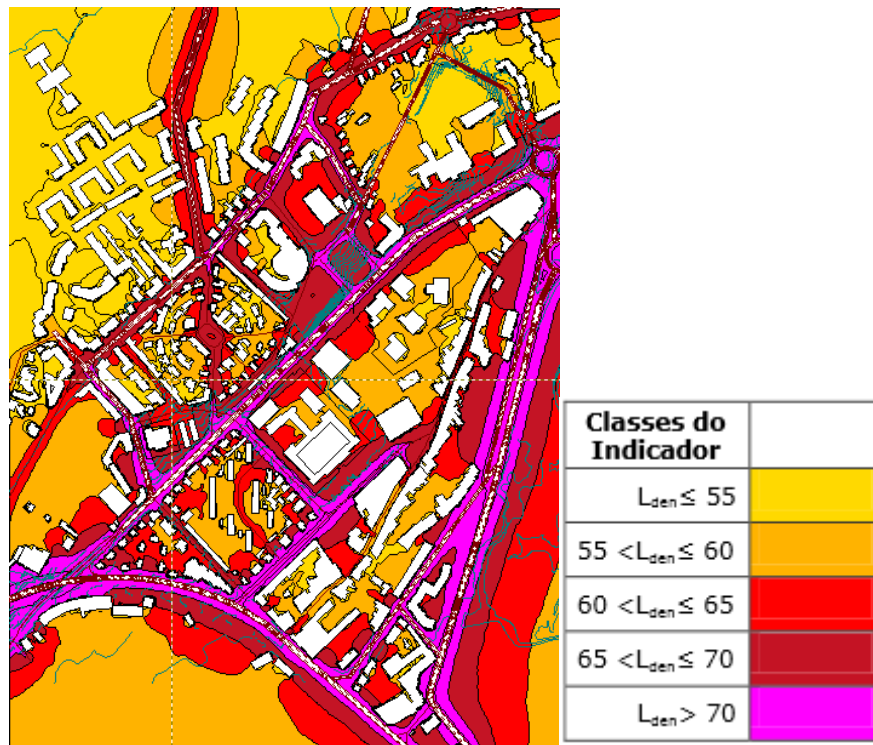 Classes do
Indicador
Lden ≤ 55
55 <Lden≤ 60
60 <Lden≤ 65
65 <Lden≤ 70
Lden> 70